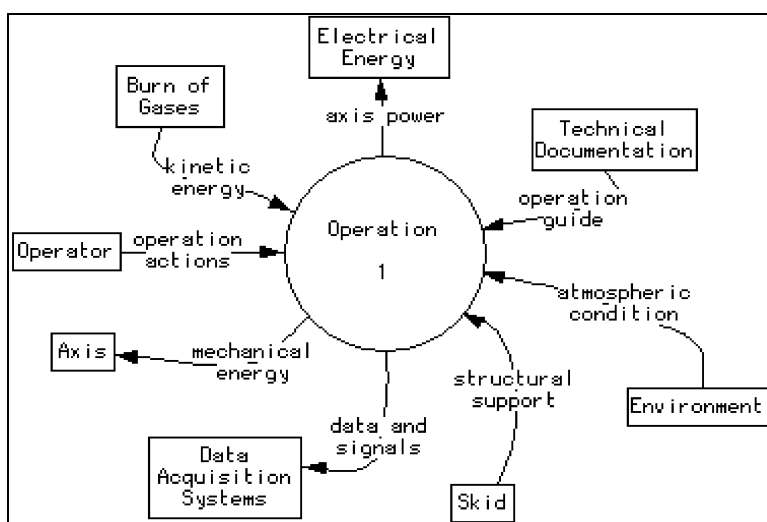 Electrical
Energy
Burn of
Gases
axis power
Technical
Documentation
kinetic
energy
operation
guide
Operation
1
Operator
operation
actions
atmospheric
condition
Axis
mechanical
energy
structural
support
Environment
data and
signals
Data
Acquisition
Systems
Skid